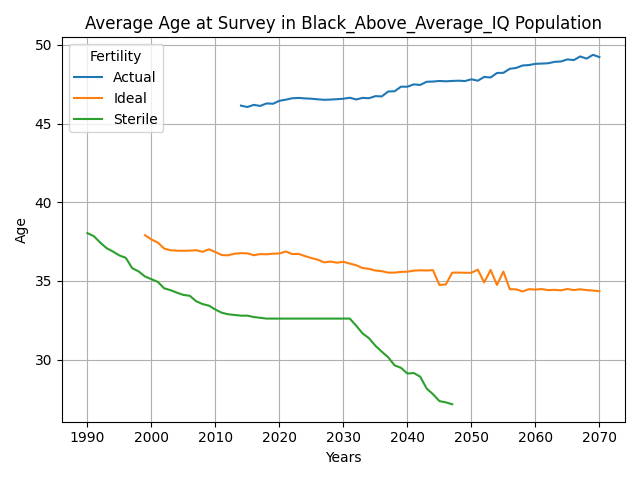 Average Age at Survey in Black_Above_Average_IQ Population
Fertility
Actual
Ideal
Sterile
50
45
40
35
30
Age
1990 2000 2010 2020 2030 2040 2050 2060 2070
Years